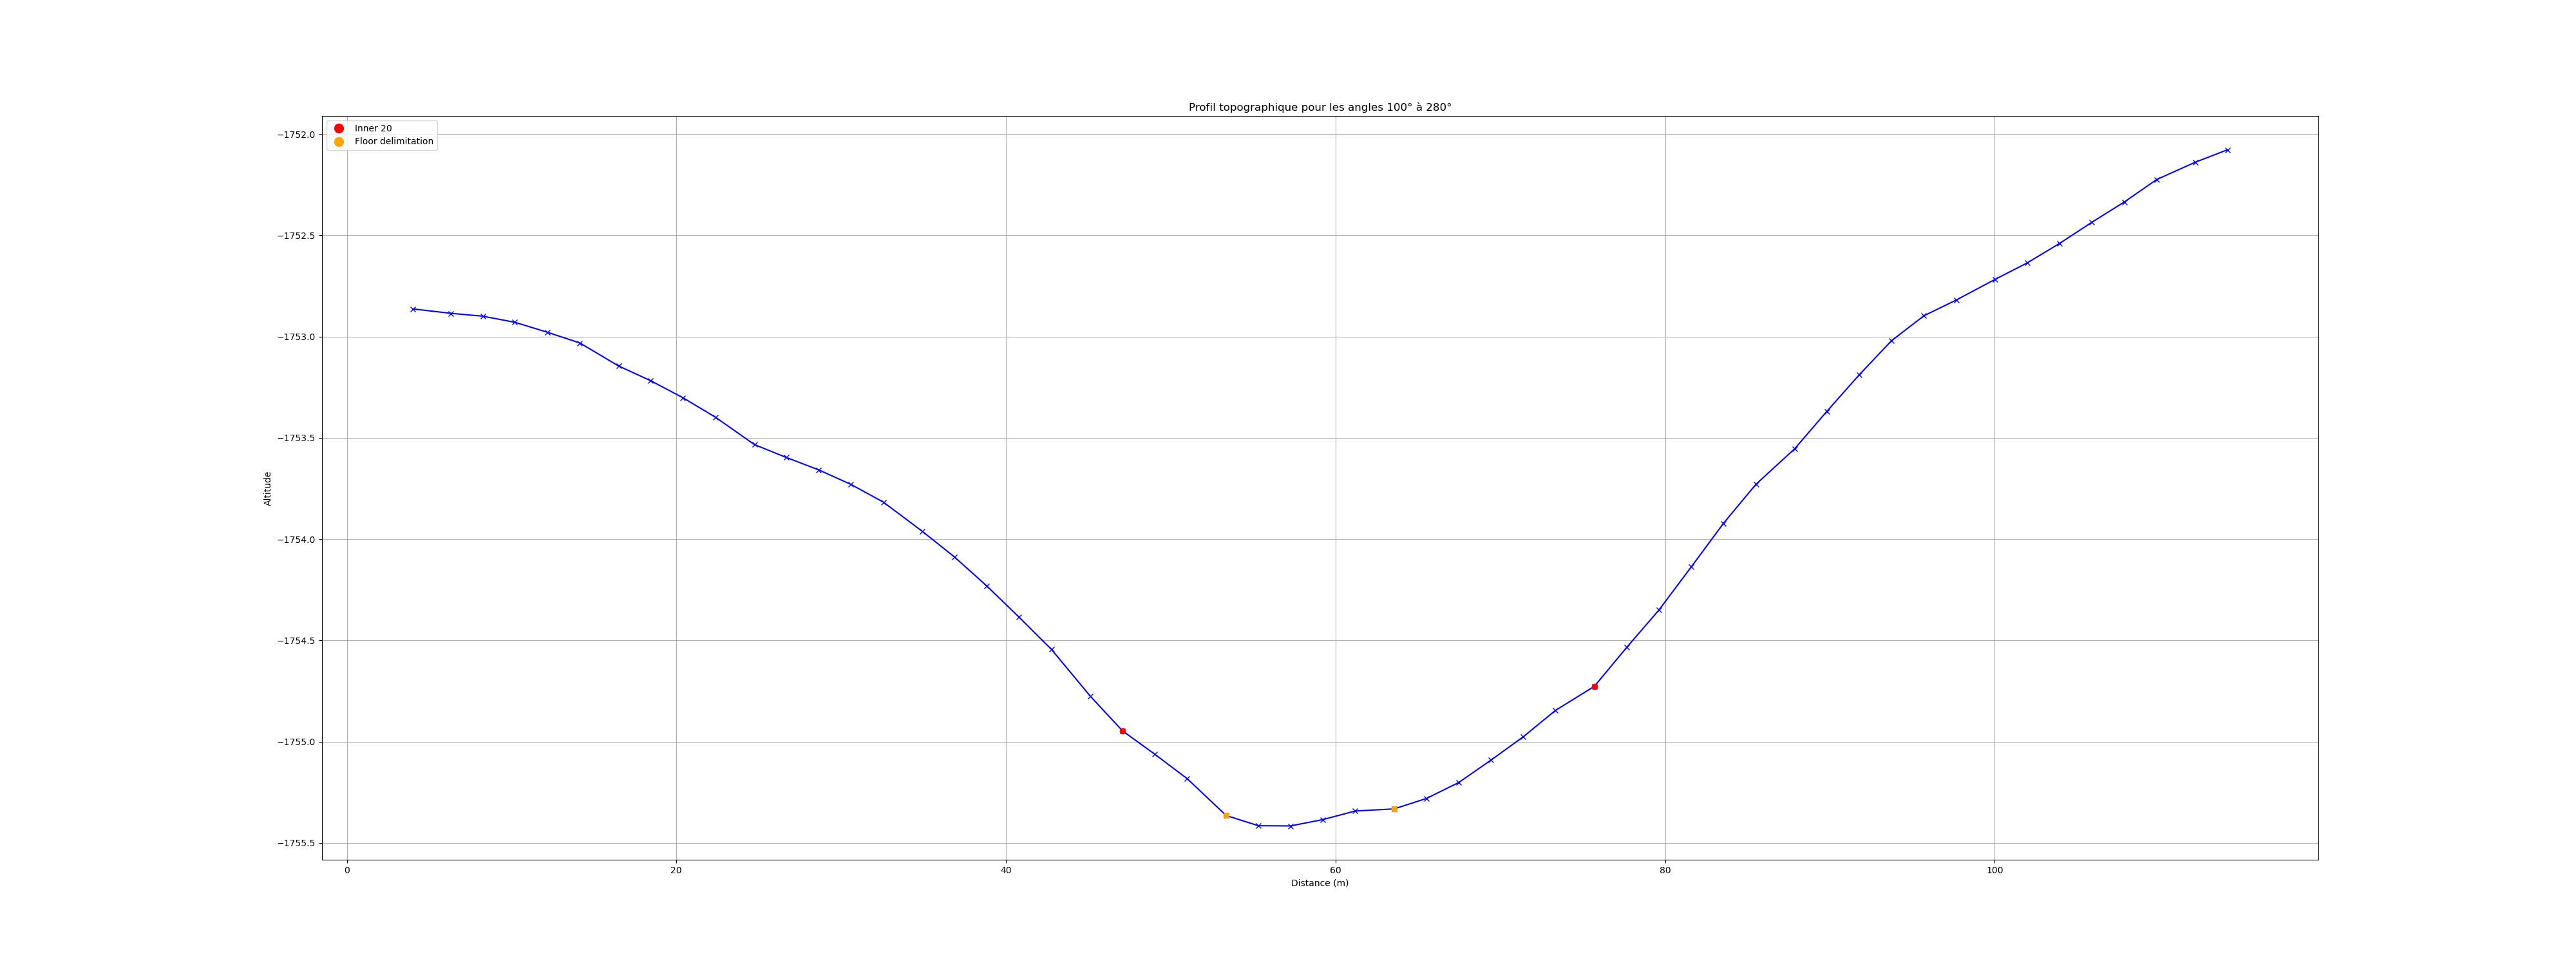 Profil topographique pour les angles 100° à 280°
Inner 20
Floor delimitation
−1752.0
−1752.5
−1753.0
−1753.5
−1754.0
−1754.5
−1755.0
−1755.5
Altitude
0 20 40 60 80 100
Distance (m)